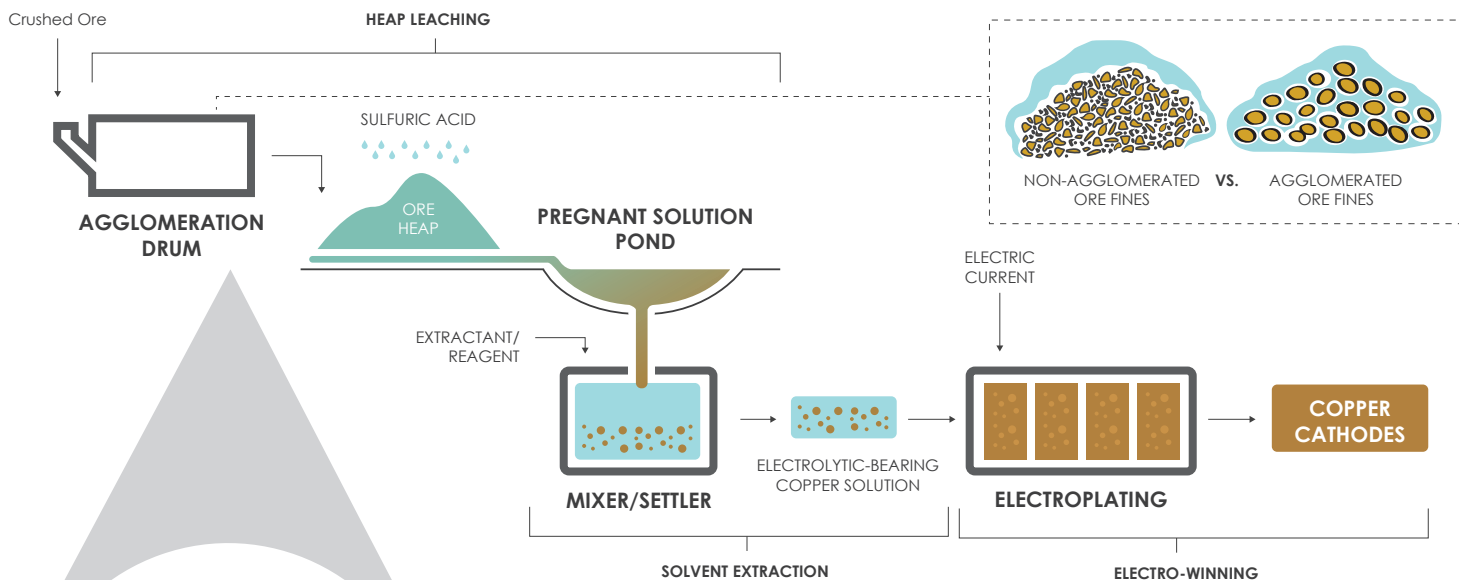 Crushed Ore
HEAP LEACHING
SULFURIC ACID
NON-AGGLOMERATED
ORE FINES
VS.
AGGLOMERATED
ORE FINES
AGGLOMERATION
DRUM
ORE
HEAP
PREGNANT SOLUTION
POND
ELECTRIC
CURRENT
EXTRACTANT/
REAGENT
COPPER
CATHODES
ELECTROLYTIC-BEARING
COPPER SOLUTION
MIXER/SETTLER
ELECTROPLATING
SOLVENT EXTRACTION
ELECTRO-WINNING